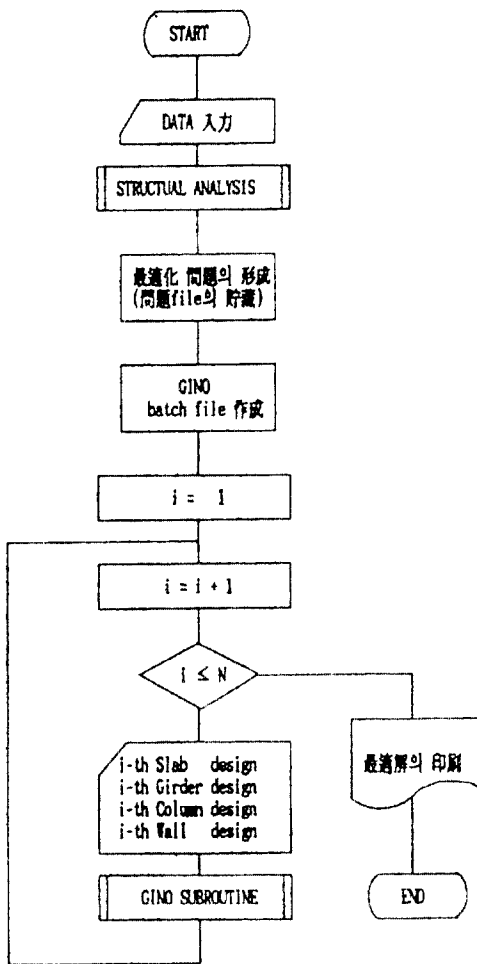 START
DATA 入力
STRUCTUAL ANALYSIS
最適化 問題의 形成
(問題file의 貯藏)
GINO
batch file 作成
i = 1
i = i + 1
I ≤ N
i-th Slab design
i-th Girder design
i-th Column design
i-th Wall design
GINO SUBROUTINE
最適解의 印刷
END